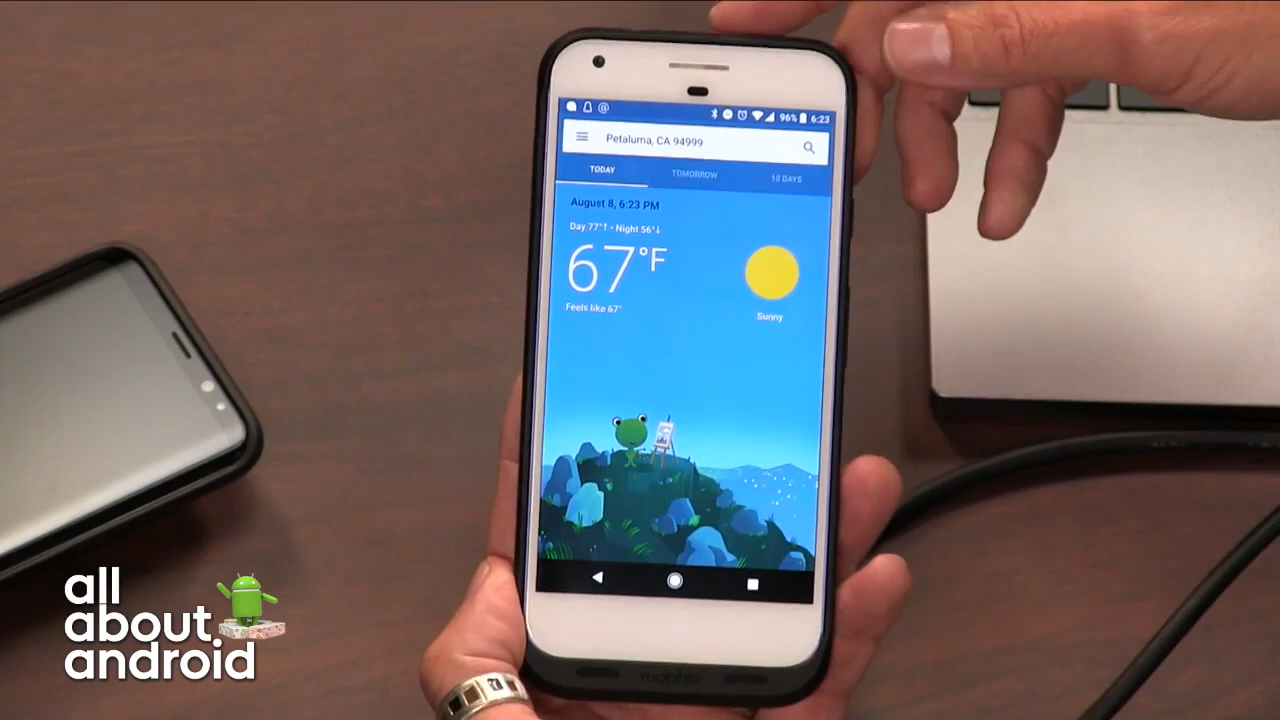 @ 96% 6:23
Petaluma, CA 94999
TODAY TOMORROW 10 DAYS
August 8, 6:23 PM
Day 77°↑ • Night 56°↓
67°F
Feels like 67°
Sunny
mophie
all
about
android